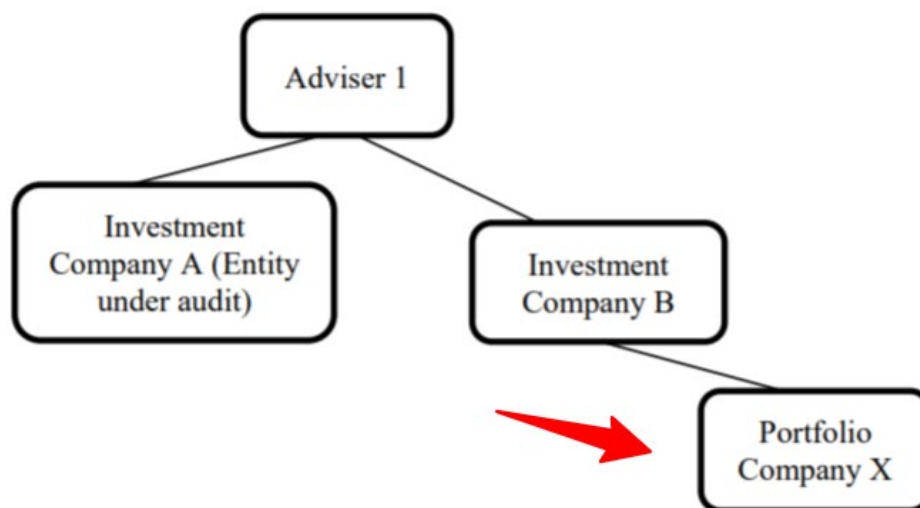 Adviser 1
Investment
Company A (Entity
under audit)
Investment
Company B
Portfolio
Company X